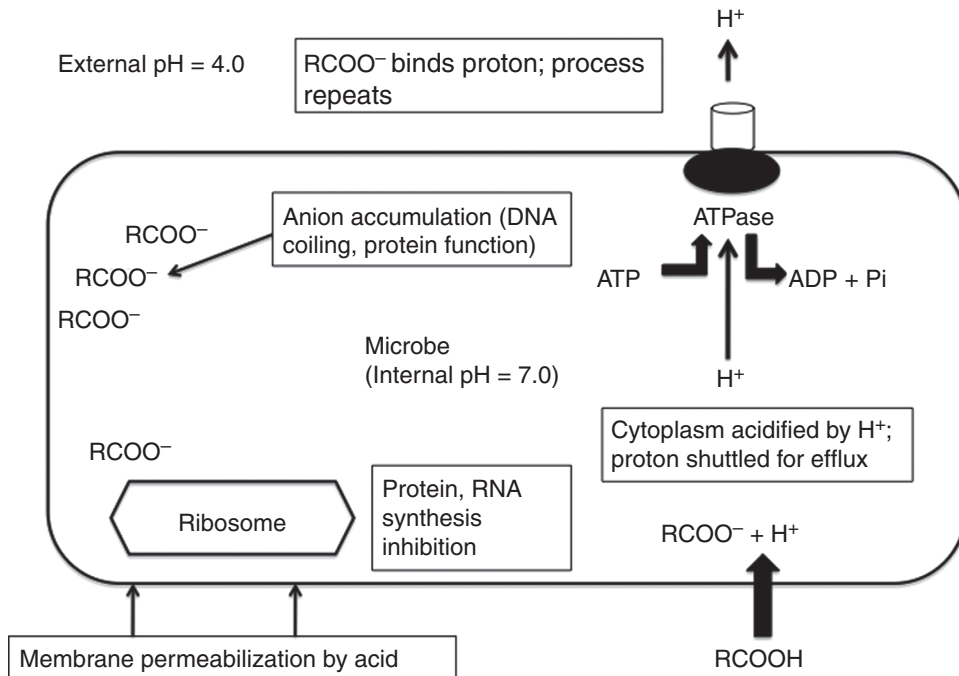 H⁺
External pH = 4.0
RCOO⁻ binds proton; process
repeats
ATPase
Anion accumulation (DNA
coiling, protein function)
RCOO⁻
RCOO⁻
RCOO⁻
ATP
ADP + Pi
Microbe
(Internal pH = 7.0)
H⁺
Cytoplasm acidified by H⁺;
proton shuttled for efflux
RCOO⁻
Ribosome
Protein, RNA
synthesis
inhibition
RCOO⁻ + H⁺
Membrane permeabilization by acid
RCOOH